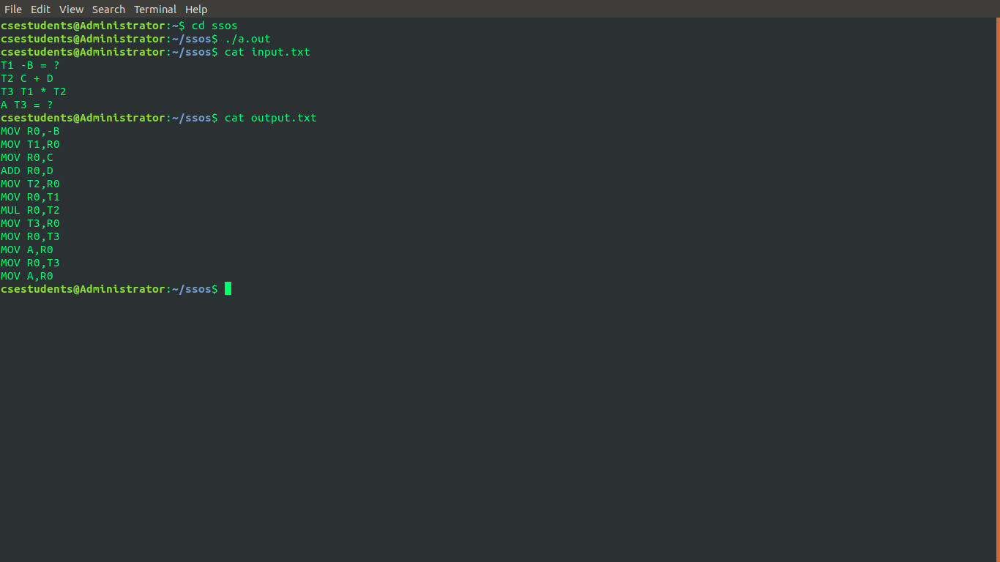 File Edit View Search Terminal Help
csestudents@Administrator:~$ cd ssos
csestudents@Administrator:~/ssos$ ./a.out
csestudents@Administrator:~/ssos$ cat input.txt
T1 -B = ?
T2 C + D
T3 T1 * T2
A T3 = ?
csestudents@Administrator:~/ssos$ cat output.txt
MOV R0,-B
MOV T1,R0
MOV R0,C
ADD R0,D
MOV T2,R0
MOV R0,T1
MUL R0,T2
MOV T3,R0
MOV R0,T3
MOV A,R0
MOV R0,T3
MOV A,R0
csestudents@Administrator:~/ssos$